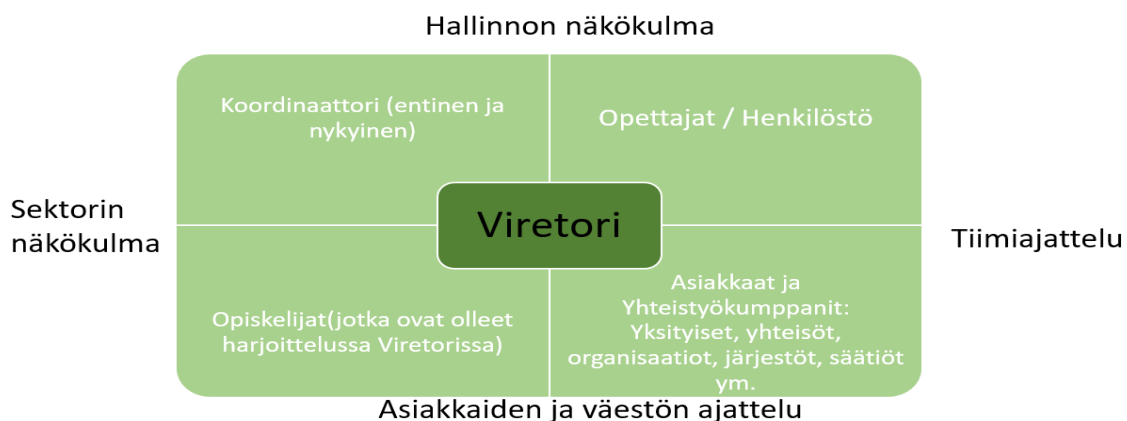 Hallinnon näkökulma
Koordinaattori (entinen ja
nykyinen)
Opettajat / Henkilöstö
Sektorin
näkökulma
Viretori
Tiimiajattelu
Opiskelijat(jotka ovat olleet
harjoittelussa Viretorissa)
Asiakkaat ja
Yhteistyökumppanit:
Yksityiset, yhteisöt,
organisaatiot, järjestöt, säätiöt
ym.
Asiakkaiden ja väestön ajattelu